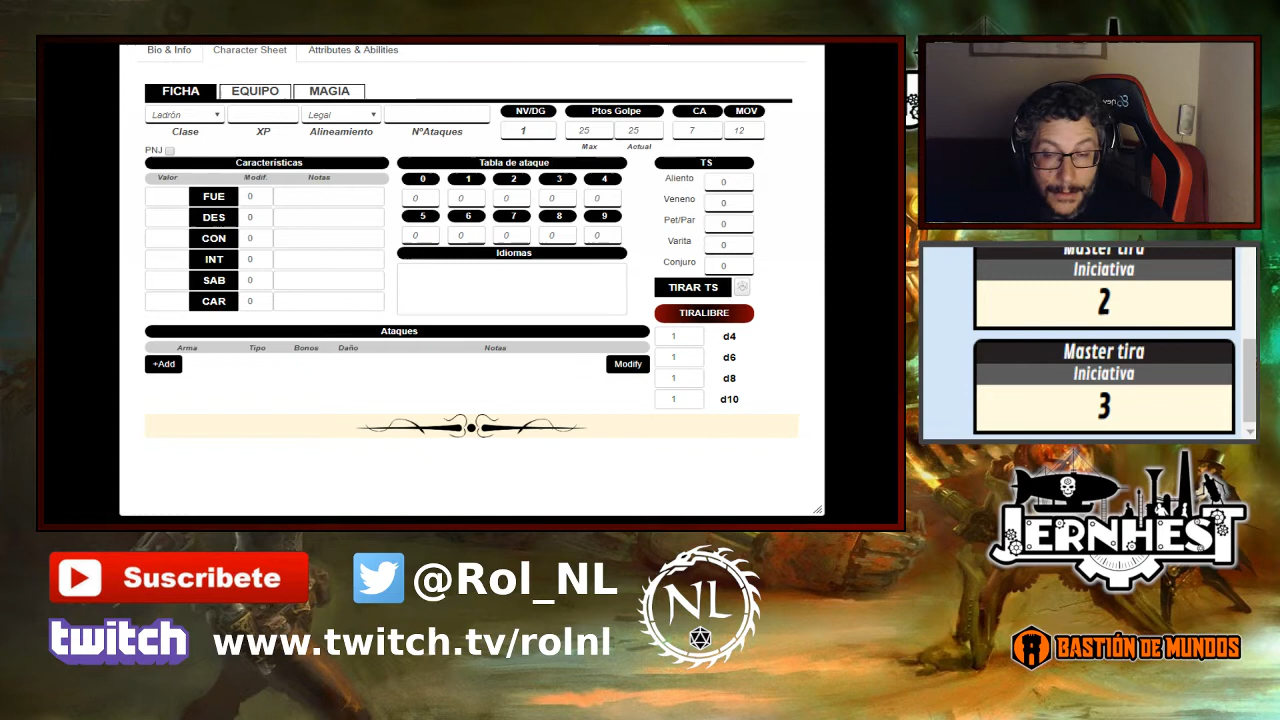 Bio & Info Character Sheet Attributes & Abilities
FICHA EQUIPO MAGIA
Ladrón Legal
Clase XP Alineamiento NºAtaques
NV/DG Ptos Golpe CA MOV
1 25 25 7 12
Max Actual
PNJ
Características
Valor Modif. Notas
FUE 0
DES 0
CON 0
INT 0
SAB 0
CAR 0
Tabla de ataque
0 1 2 3 4
0 0 0 0 0
5 6 7 8 9
0 0 0 0 0
Idiomas
TS
Aliento 0
Veneno 0
Pet/Par 0
Varita 0
Conjuro 0
TIRAR TS
TIRALIBRE
1 d4
1 d6
1 d8
1 d10
Ataques
Arma Tipo Bonos Daño Notas
+Add Modify
Master tira
Iniciativa
2
Master tira
Iniciativa
3
JERNHEST
Suscribete
@Rol_NL
NL
twitch
www.twitch.tv/rolnl
BASTIÓN DE MUNDOS